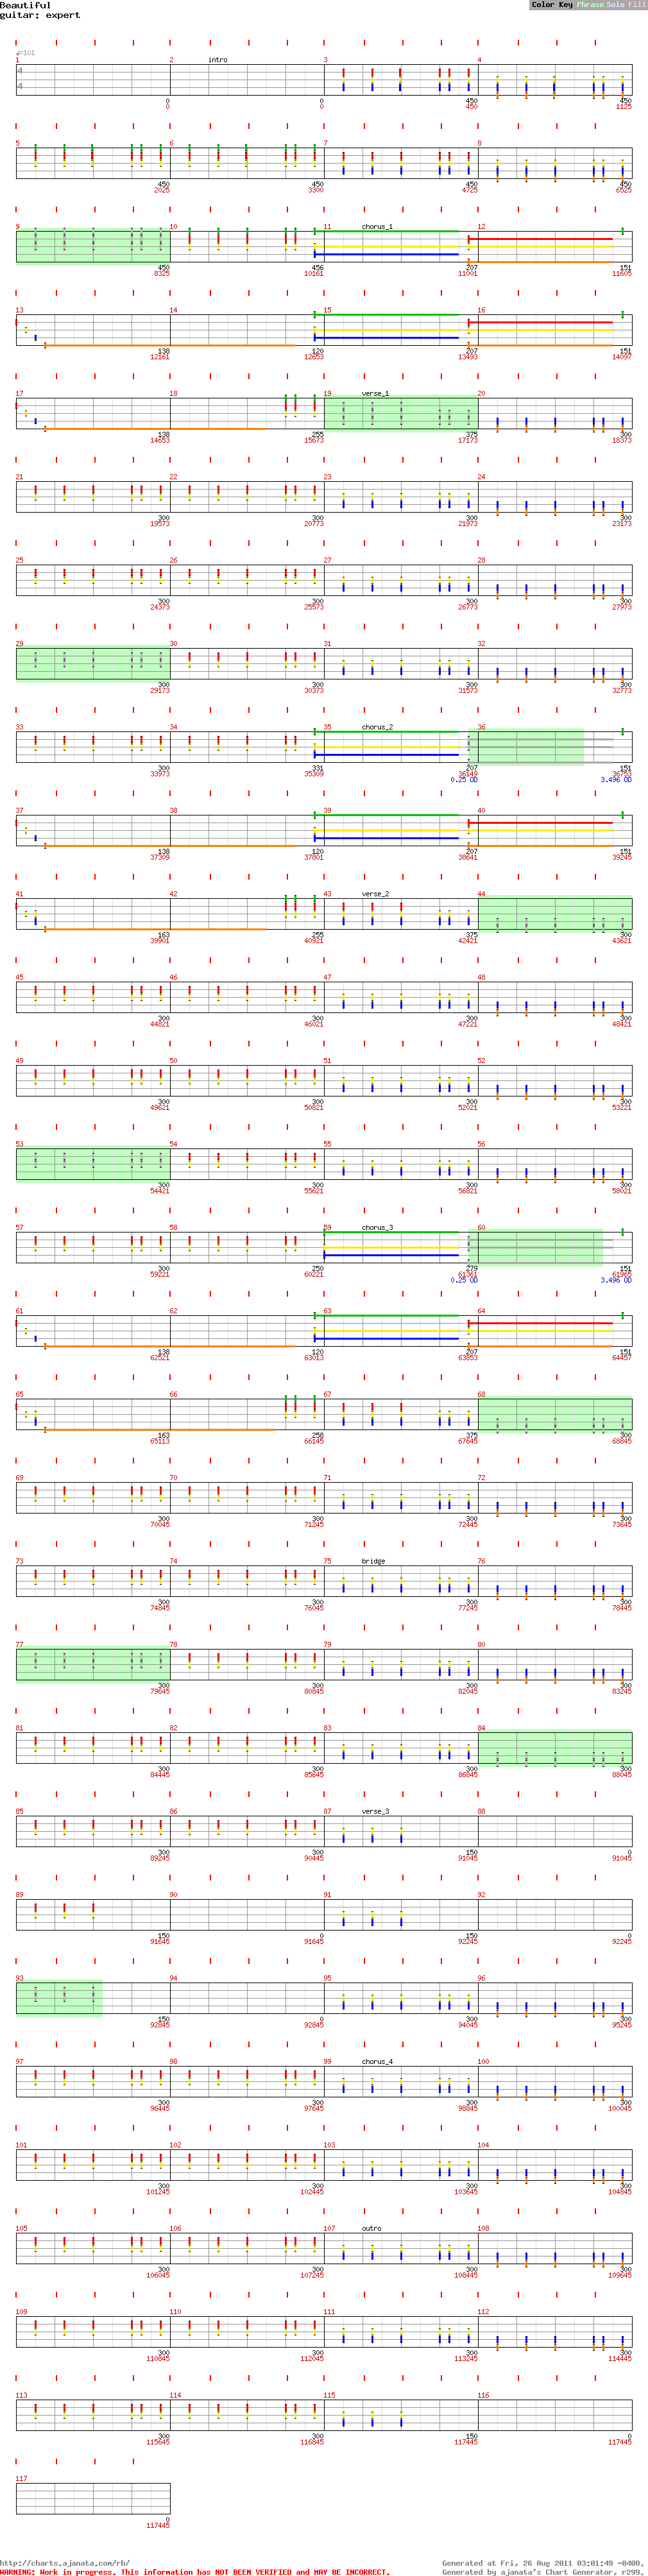 Beautiful
Color Key Phrase Solo Fill
guitar: expert
♩=101
1 2 intro 3 4
4
4
0 0 450 450
0 0 450 1125
5 6 7 8
450 450 450 450
2025 3300 4725 6525
9 10 11 chorus_1 12
450 456 207 151
8325 10161 11001 11605
13 14 15 16
138 120 207 151
12161 12653 13493 14097
17 18 19 verse_1 20
138 255 375 300
14653 15673 17173 18373
21 22 23 24
300 300 300 300
19573 20773 21973 23173
25 26 27 28
300 300 300 300
24373 25573 26773 27973
29 30 31 32
300 300 300 300
29173 30373 31573 32773
33 34 35 chorus_2 36
300 331 207 151
33973 35309 36149 36753
0.25 OD 3.496 OD
37 38 39 40
138 120 207 151
37309 37801 38641 39245
41 42 43 verse_2 44
163 255 375 300
39901 40921 42421 43621
45 46 47 48
300 300 300 300
44821 46021 47221 48421
49 50 51 52
300 300 300 300
49621 50821 52021 53221
53 54 55 56
300 300 300 300
54421 55621 56821 58021
57 58 59 chorus_3 60
300 250 279 151
59221 60221 61361 61965
0.25 OD 3.496 OD
61 62 63 64
138 120 207 151
62521 63013 63853 64457
65 66 67 68
163 258 375 300
65113 66145 67645 68845
69 70 71 72
300 300 300 300
70045 71245 72445 73645
73 74 75 bridge 76
300 300 300 300
74845 76045 77245 78445
77 78 79 80
300 300 300 300
79645 80845 82045 83245
81 82 83 84
300 300 300 300
84445 85645 86845 88045
85 86 87 verse_3 88
300 300 150 0
89245 90445 91045 91045
89 90 91 92
150 0 150 0
91645 91645 92245 92245
93 94 95 96
150 0 300 300
92845 92845 94045 95245
97 98 99 chorus_4 100
300 300 300 300
96445 97645 98845 100045
101 102 103 104
300 300 300 300
101245 102445 103645 104845
105 106 107 outro 108
300 300 300 300
106045 107245 108445 109645
109 110 111 112
300 300 300 300
110845 112045 113245 114445
113 114 115 116
300 300 150 0
115645 116845 117445 117445
117
0
117445
http://charts.ajanata.com/rb/ Generated at Fri, 26 Aug 2011 03:01:49 -0400.
WARNING: Work in progress. This information has NOT BEEN VERIFIED and MAY BE INCORRECT. Generated by ajanata's Chart Generator, r299.